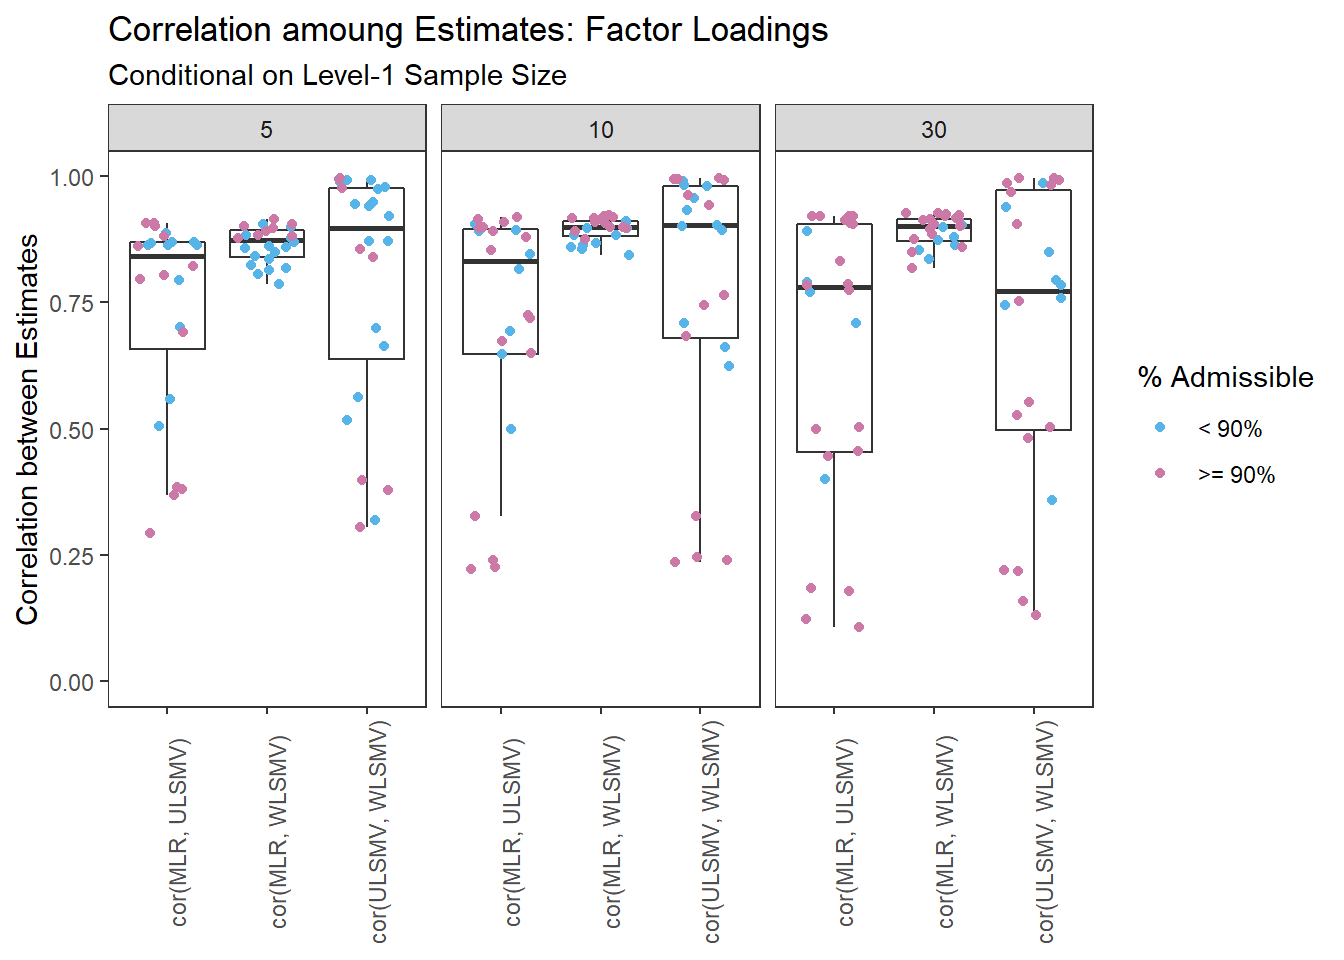 Correlation amoung Estimates: Factor Loadings
Conditional on Level-1 Sample Size
5
10
30
Correlation between Estimates
1.00
0.75
0.50
0.25
0.00
cor(MLR, ULSMV)
cor(MLR, WLSMV)
cor(ULSMV, WLSMV)
cor(MLR, ULSMV)
cor(MLR, WLSMV)
cor(ULSMV, WLSMV)
cor(MLR, ULSMV)
cor(MLR, WLSMV)
cor(ULSMV, WLSMV)
% Admissible
< 90%
>= 90%